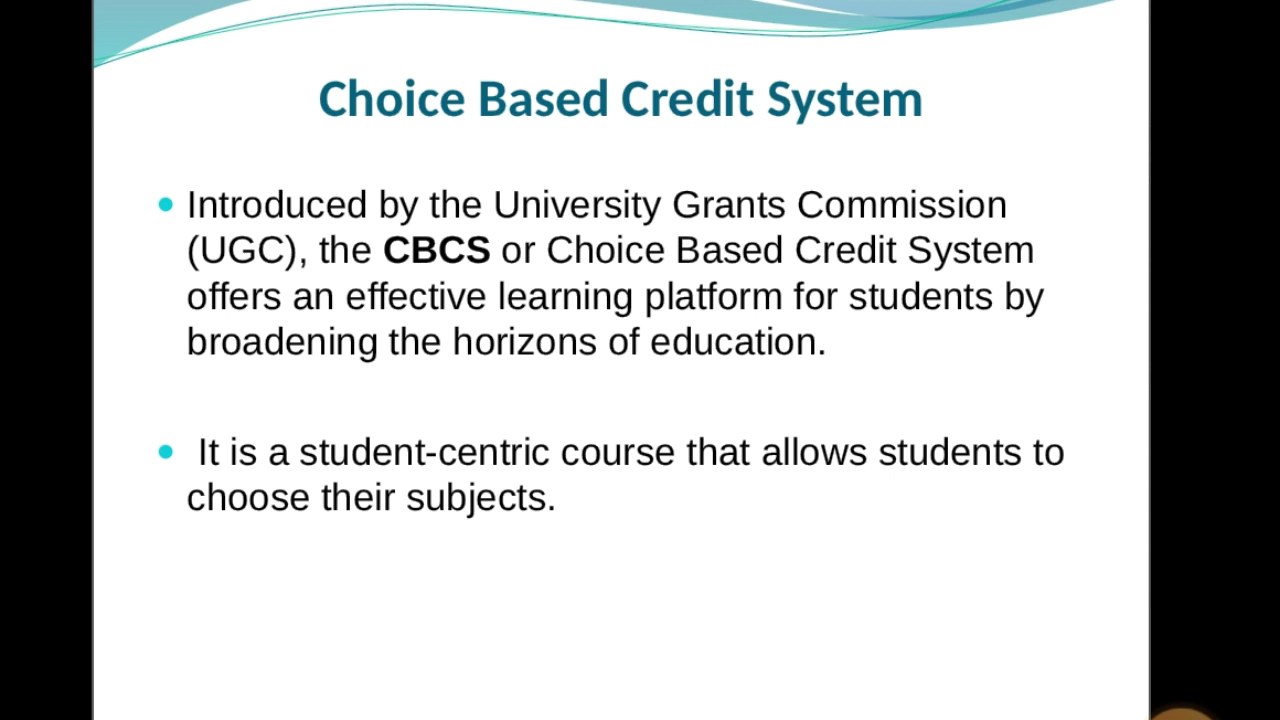 Choice Based Credit System
• Introduced by the University Grants Commission
(UGC), the CBCS or Choice Based Credit System
offers an effective learning platform for students by
broadening the horizons of education.
• It is a student-centric course that allows students to
choose their subjects.